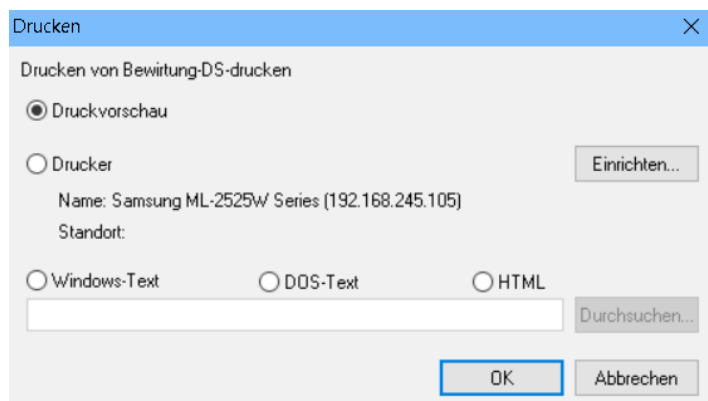 Drucken
Drucken von Bewirtung-DS-drucken
Druckvorschau
Drucker
Einrichten...
Name: Samsung ML-2525W Series (192.168.245.105)
Standort:
Windows-Text DOS-Text HTML
Durchsuchen...
OK Abbrechen